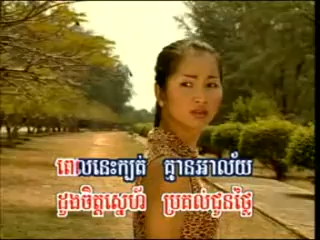 ពេលនេះក្បត់ គ្មានអាល័យ
ដួងចិត្តស្នេហ៍ ប្រគល់ជូនថ្លៃ